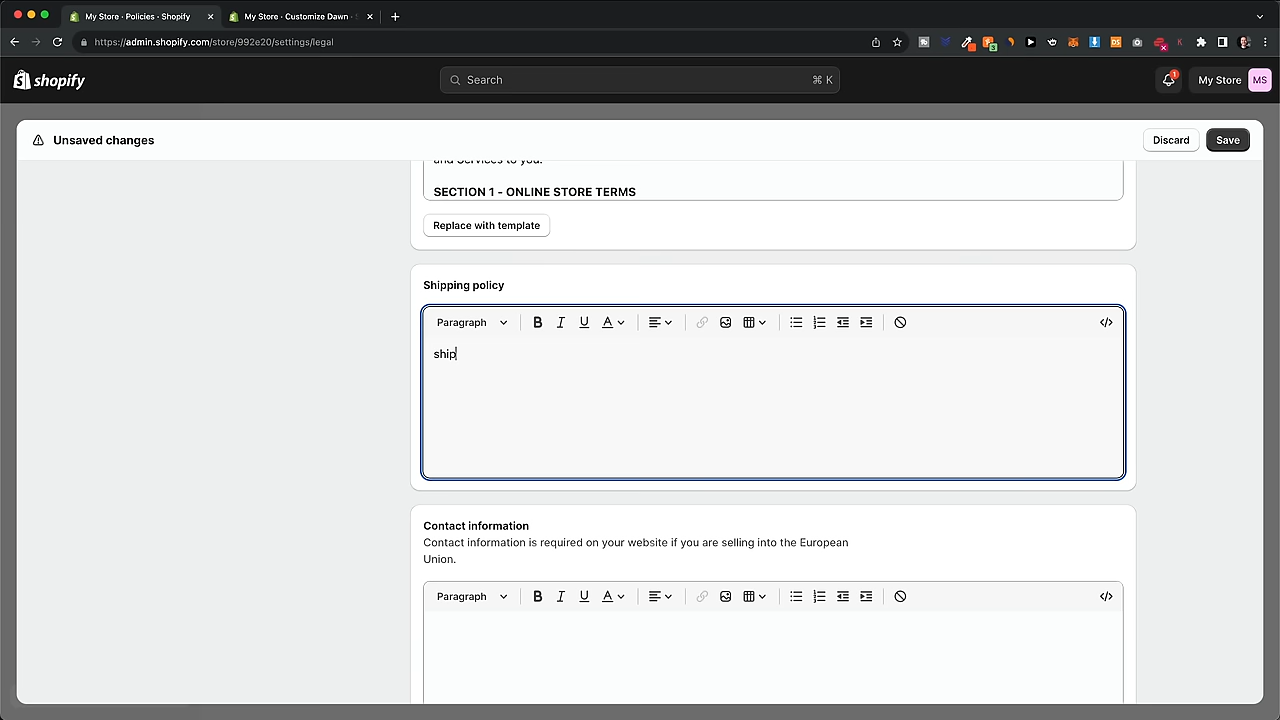 My Store · Policies · Shopify
My Store · Customize Dawn ·
https://admin.shopify.com/store/992e20/settings/legal
shopify
Search
⌘ K
1
My Store
MS
Unsaved changes
Discard
Save
and Services to you.
SECTION 1 - ONLINE STORE TERMS
Replace with template
Shipping policy
Paragraph
B I U A
ship
Contact information
Contact information is required on your website if you are selling into the European
Union.
Paragraph
B I U A